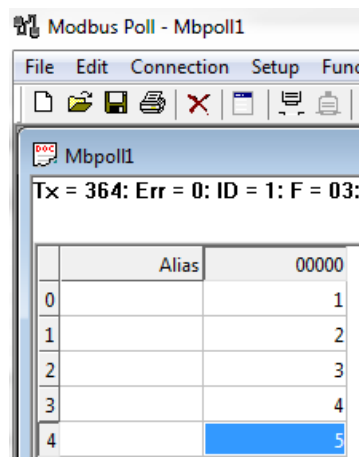 Modbus Poll - Mbpoll1
File Edit Connection Setup
Mbpoll1
Tx = 364: Err = 0: ID = 1: F = 03:
Alias 00000
0 1
1 2
2 3
3 4
4 5